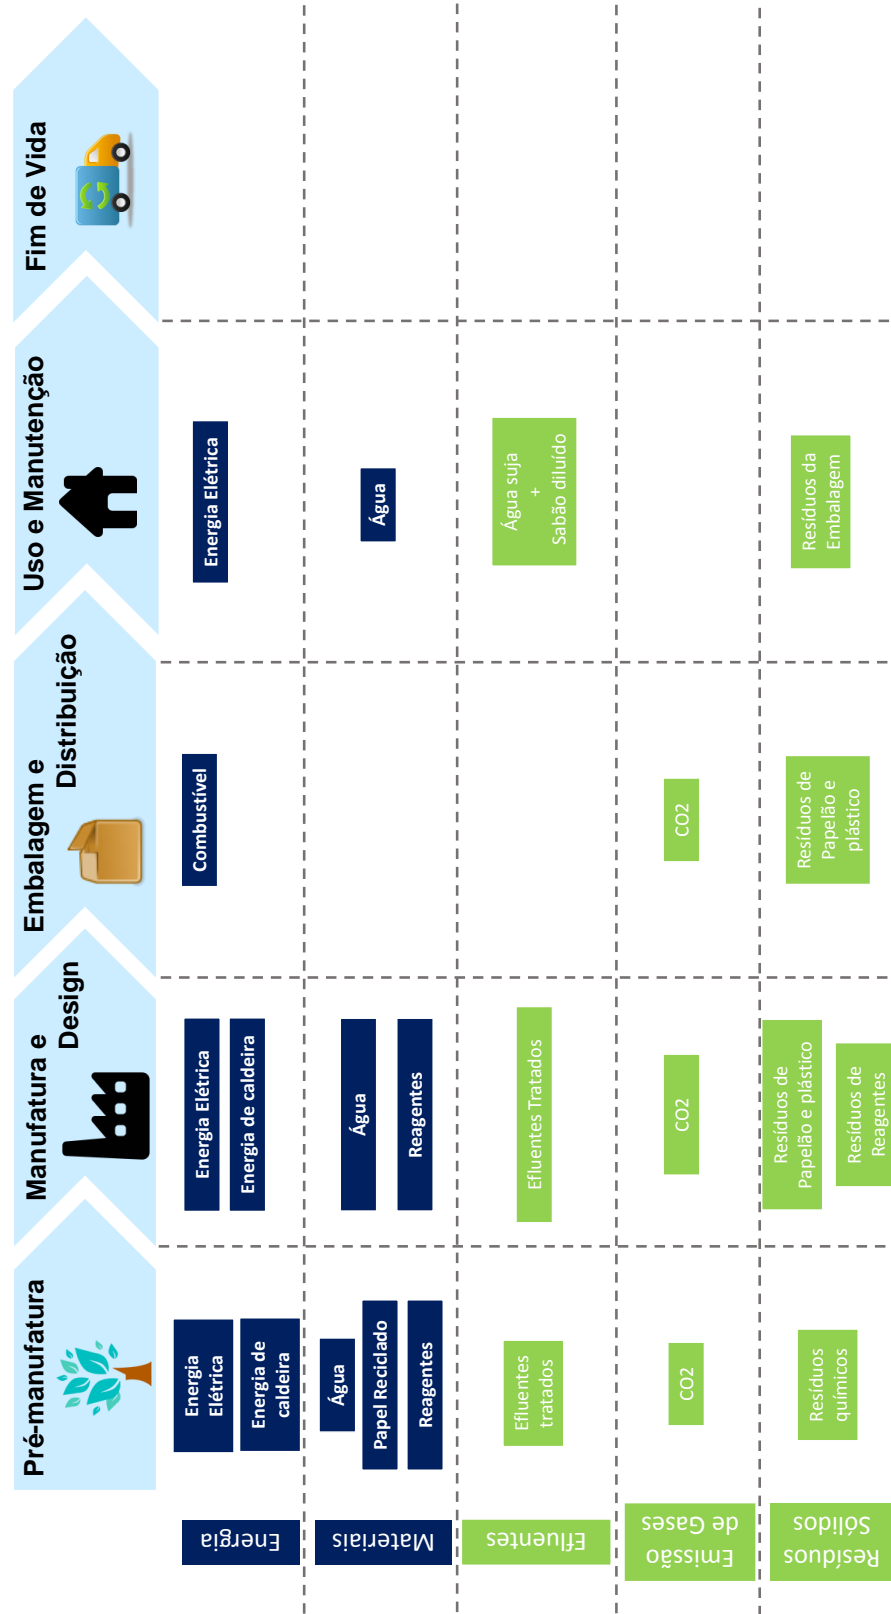 Pré-manufatura
Manufatura e
Design
Embalagem e
Distribuição
Uso e Manutenção
Fim de Vida
Energia
Energia
Elétrica
Energia de
caldeira
Energia Elétrica
Energia de caldeira
Combustível
Energia Elétrica
Materiais
Água
Papel Reciclado
Reagentes
Água
Reagentes
Água
Efluentes
Efluentes
tratados
Efluentes Tratados
Água suja
+
Sabão diluído
Emissão
de Gases
CO2
CO2
CO2
Resíduos
Sólidos
Resíduos
químicos
Resíduos de
Papelão e plástico
Resíduos de
Reagentes
Resíduos de
Papelão e
plástico
Resíduos da
Embalagem